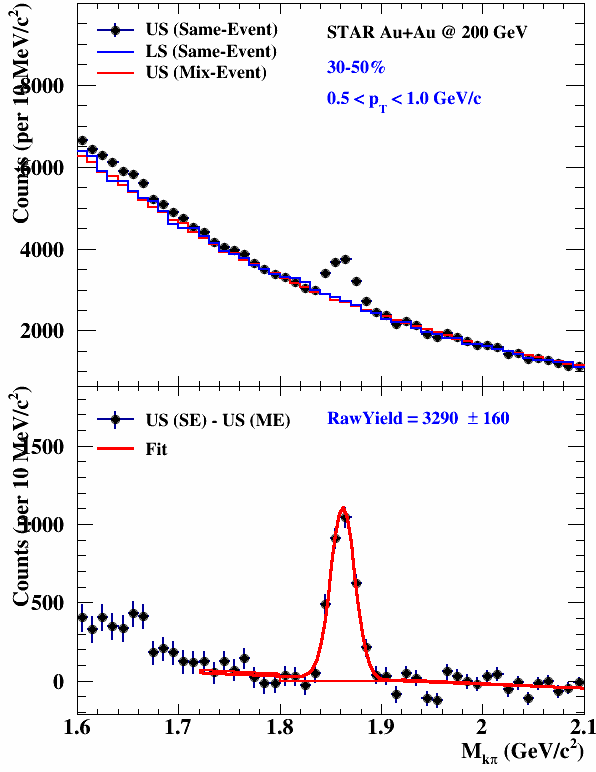 US (Same-Event)
LS (Same-Event)
US (Mix-Event)
STAR Au+Au @ 200 GeV
30-50%
0.5 < p_T < 1.0 GeV/c
Counts (per 10 MeV/c²)
8000
6000
4000
2000
US (SE) - US (ME)
Fit
RawYield = 3290 ± 160
Counts (per 10 MeV/c²)
1500
1000
500
0
1.6 1.7 1.8 1.9 2 2.1
M_kπ (GeV/c²)